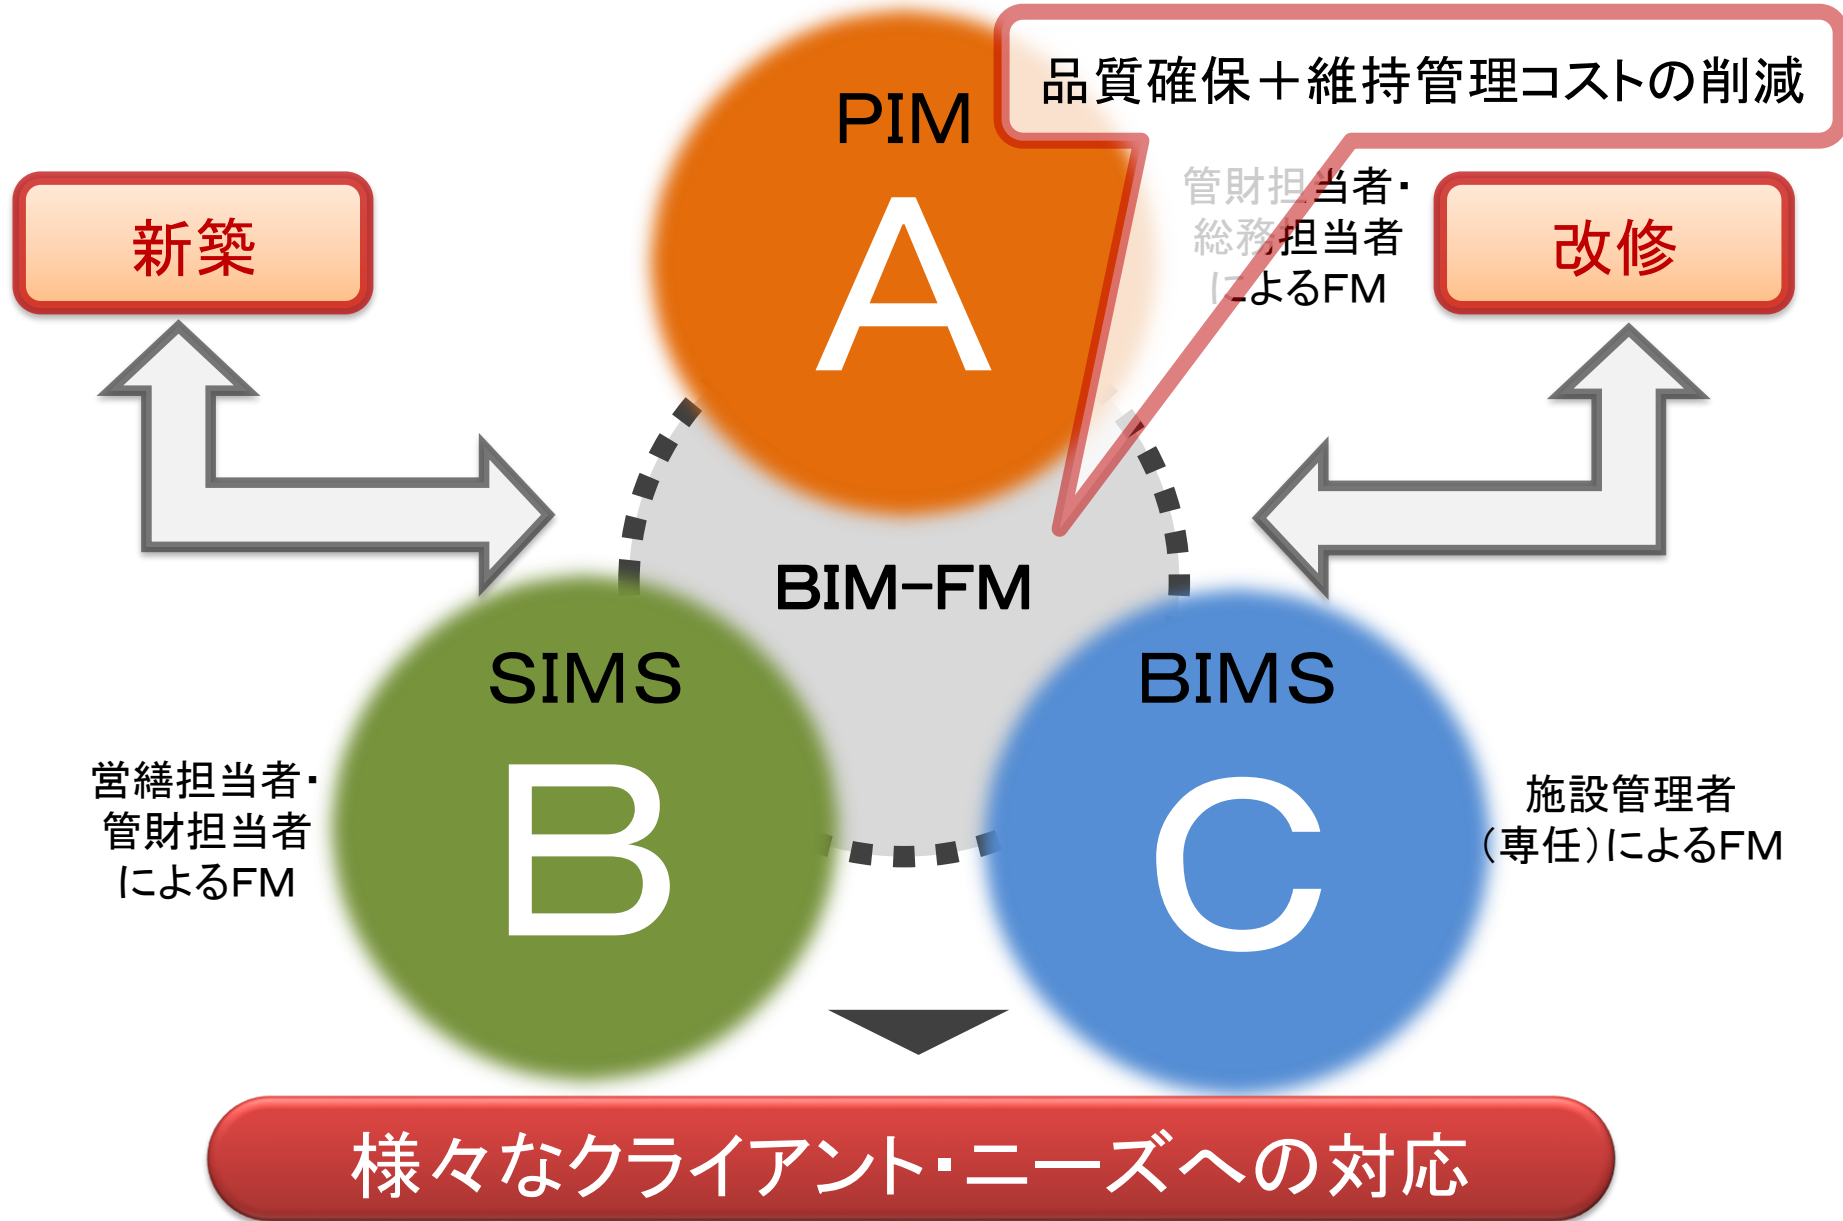 品質確保＋維持管理コストの削減
PIM
A
管財担当者・
総務担当者
によるFM
新築
改修
BIM-FM
SIMS
B
BIMS
C
営繕担当者・
管財担当者
によるFM
施設管理者
（専任）によるFM
様々なクライアント・ニーズへの対応